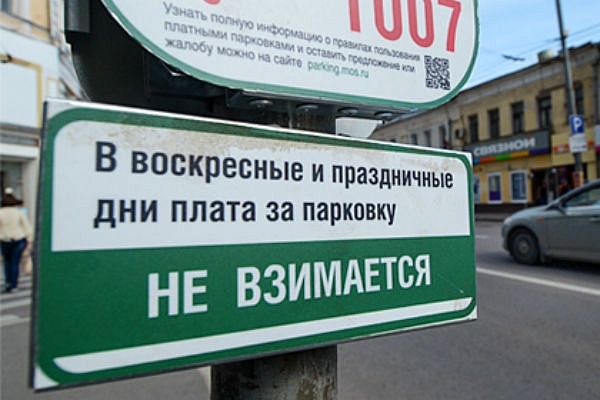 1007
Узнать полную информацию о правилах пользования
платными парковками и оставить предложение или
жалобу можно на сайте parking.mos.ru
В воскресные и праздничные
дни плата за парковку
НЕ ВЗИМАЕТСЯ
СВЯЗНОЙ
P